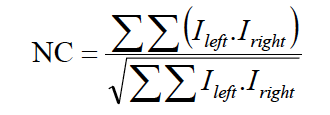 NC = ∑∑(I_left.I_right) / √(∑∑I_left.I_right)